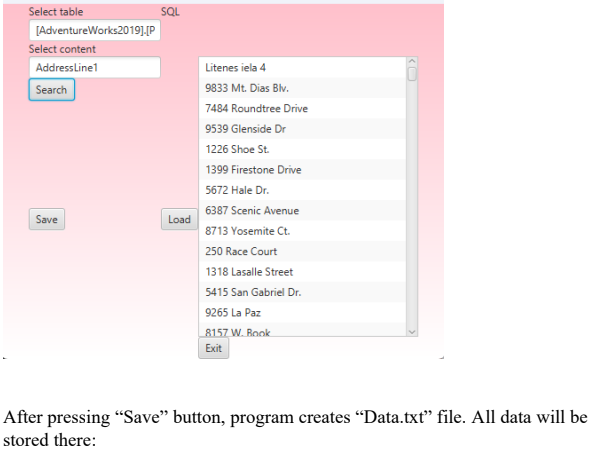 Select table
SQL
[AdventureWorks2019].[P
Select content
AddressLine1
Search
Litenes iela 4
9833 Mt. Dias Blv.
7484 Roundtree Drive
9539 Glenside Dr
1226 Shoe St.
1399 Firestone Drive
5672 Hale Dr.
6387 Scenic Avenue
8713 Yosemite Ct.
250 Race Court
1318 Lasalle Street
5415 San Gabriel Dr.
9265 La Paz
8157 W. Book
Save
Load
Exit
After pressing “Save” button, program creates “Data.txt” file. All data will be
stored there: